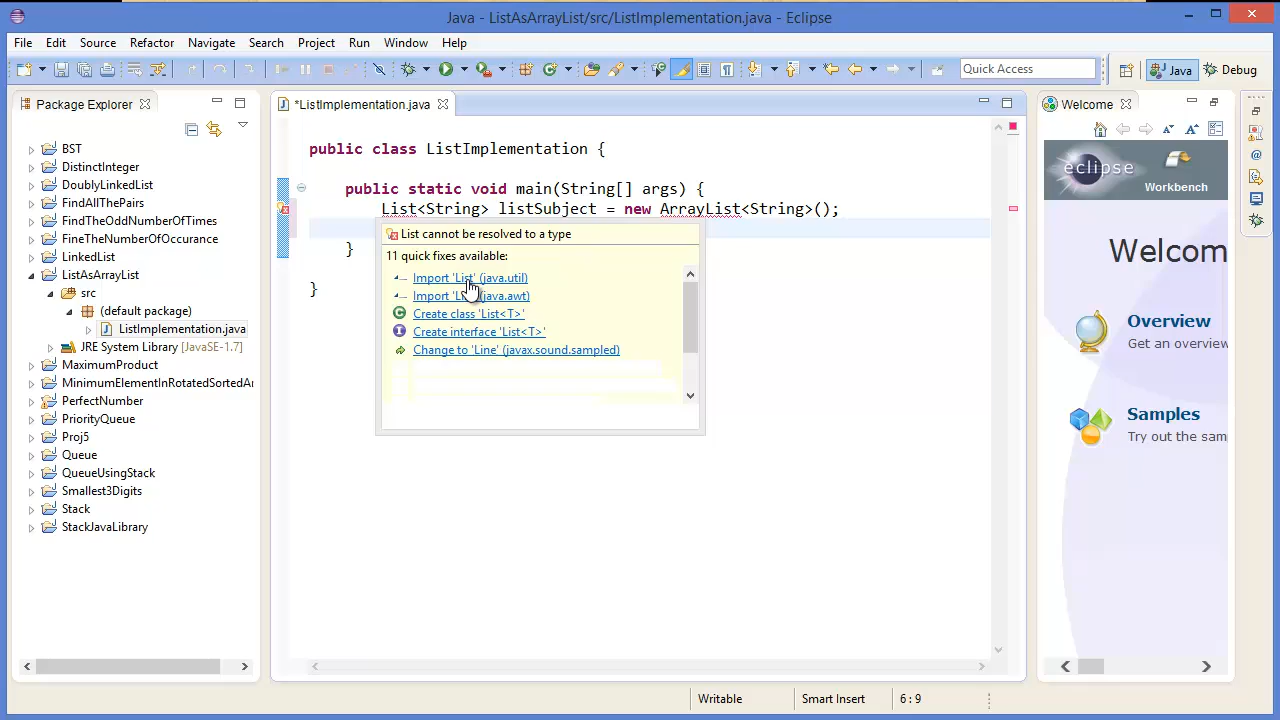 Java - ListAsArrayList/src/ListImplementation.java - Eclipse
File Edit Source Refactor Navigate Search Project Run Window Help
Quick Access
Java
Debug
Package Explorer
BST
DistinctInteger
DoublyLinkedList
FindAllThePairs
FindTheOddNumberOfTimes
FineTheNumberOfOccurance
LinkedList
ListAsArrayList
src
(default package)
ListImplementation.java
JRE System Library [JavaSE-1.7]
MaximumProduct
MinimumElementInRotatedSortedAr
PerfectNumber
PriorityQueue
Proj5
Queue
QueueUsingStack
Smallest3Digits
Stack
StackJavaLibrary
*ListImplementation.java
public class ListImplementation {
public static void main(String[] args) {
List<String> listSubject = new ArrayList<String>();
}
}
List cannot be resolved to a type
11 quick fixes available:
Import 'List' (java.util)
Import 'List' (java.awt)
Create class 'List<T>'
Create interface 'List<T>'
Change to 'Line' (javax.sound.sampled)
Welcome
eclipse
Workbench
Welcom
Overview
Get an overview
Samples
Try out the sam
Writable
Smart Insert
6 : 9